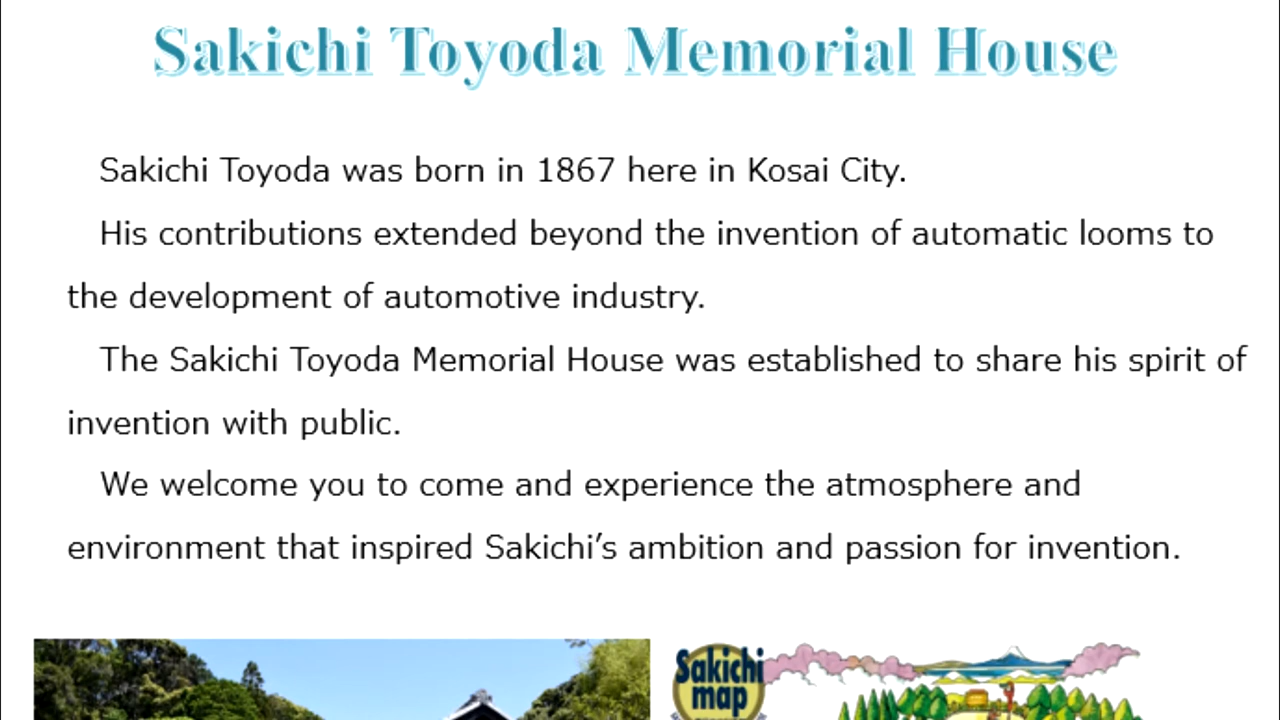 Sakichi Toyoda Memorial House
Sakichi Toyoda was born in 1867 here in Kosai City.
His contributions extended beyond the invention of automatic looms to
the development of automotive industry.
The Sakichi Toyoda Memorial House was established to share his spirit of
invention with public.
We welcome you to come and experience the atmosphere and
environment that inspired Sakichi’s ambition and passion for invention.
Sakichi
map